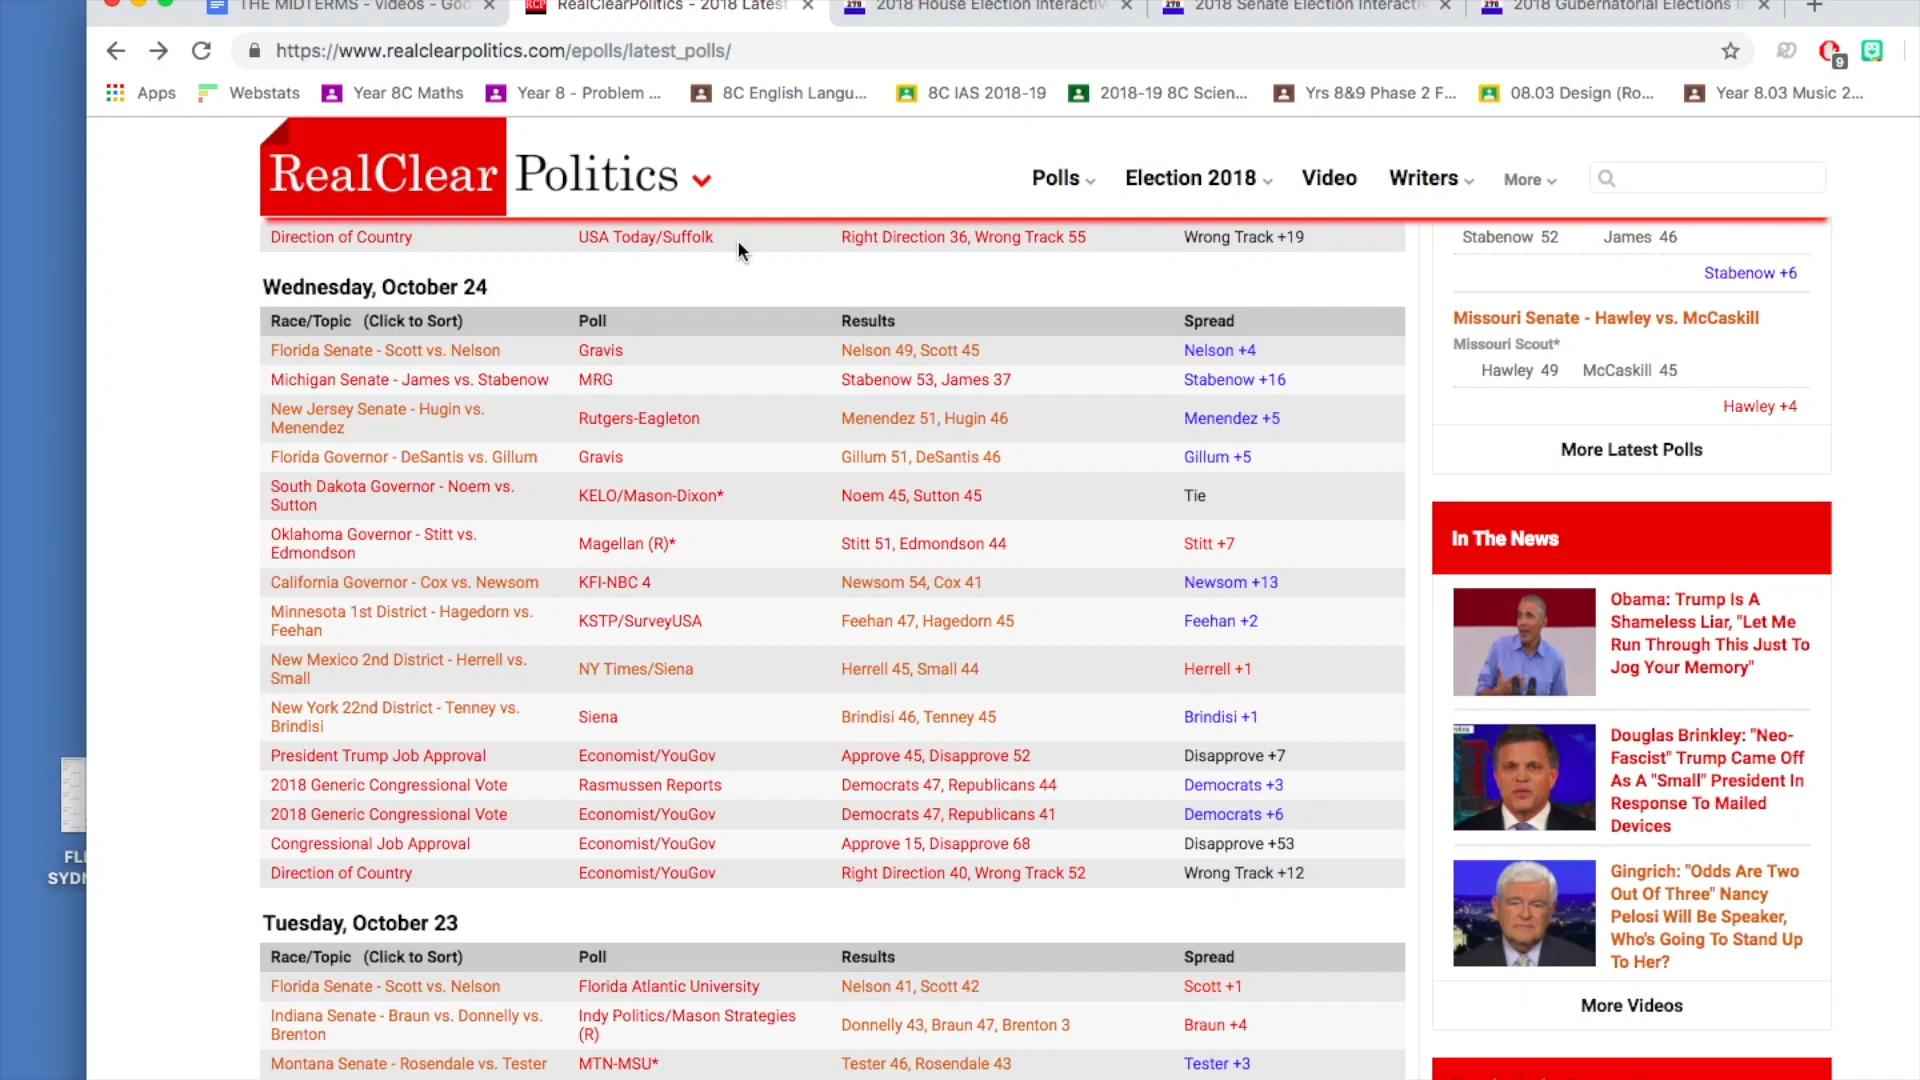 THE MIDTERMS - Videos - Goo
RealClearPolitics - 2018 Latest
2018 House Election Interactiv
2018 Senate Election Interacti
2018 Gubernatorial Elections I
https://www.realclearpolitics.com/epolls/latest_polls/
9
Apps
Webstats
Year 8C Maths
Year 8 - Problem ...
8C English Langu...
8C IAS 2018-19
2018-19 8C Scien...
Yrs 8&9 Phase 2 F...
08.03 Design (Ro...
Year 8.03 Music 2...
RealClear Politics
Polls
Election 2018
Video
Writers
More
Direction of Country USA Today/Suffolk Right Direction 36, Wrong Track 55 Wrong Track +19
Wednesday, October 24
Race/Topic (Click to Sort) Poll Results Spread
Florida Senate - Scott vs. Nelson Gravis Nelson 49, Scott 45 Nelson +4
Michigan Senate - James vs. Stabenow MRG Stabenow 53, James 37 Stabenow +16
New Jersey Senate - Hugin vs.
Menendez Rutgers-Eagleton Menendez 51, Hugin 46 Menendez +5
Florida Governor - DeSantis vs. Gillum Gravis Gillum 51, DeSantis 46 Gillum +5
South Dakota Governor - Noem vs.
Sutton KELO/Mason-Dixon* Noem 45, Sutton 45 Tie
Oklahoma Governor - Stitt vs.
Edmondson Magellan (R)* Stitt 51, Edmondson 44 Stitt +7
California Governor - Cox vs. Newsom KFI-NBC 4 Newsom 54, Cox 41 Newsom +13
Minnesota 1st District - Hagedorn vs.
Feehan KSTP/SurveyUSA Feehan 47, Hagedorn 45 Feehan +2
New Mexico 2nd District - Herrell vs.
Small NY Times/Siena Herrell 45, Small 44 Herrell +1
New York 22nd District - Tenney vs.
Brindisi Siena Brindisi 46, Tenney 45 Brindisi +1
President Trump Job Approval Economist/YouGov Approve 45, Disapprove 52 Disapprove +7
2018 Generic Congressional Vote Rasmussen Reports Democrats 47, Republicans 44 Democrats +3
2018 Generic Congressional Vote Economist/YouGov Democrats 47, Republicans 41 Democrats +6
Congressional Job Approval Economist/YouGov Approve 15, Disapprove 68 Disapprove +53
Direction of Country Economist/YouGov Right Direction 40, Wrong Track 52 Wrong Track +12
Tuesday, October 23
Race/Topic (Click to Sort) Poll Results Spread
Florida Senate - Scott vs. Nelson Florida Atlantic University Nelson 41, Scott 42 Scott +1
Indiana Senate - Braun vs. Donnelly vs.
Brenton Indy Politics/Mason Strategies
(R) Donnelly 43, Braun 47, Brenton 3 Braun +4
Montana Senate - Rosendale vs. Tester MTN-MSU* Tester 46, Rosendale 43 Tester +3
Stabenow 52 James 46
Stabenow +6
Missouri Senate - Hawley vs. McCaskill
Missouri Scout*
Hawley 49 McCaskill 45
Hawley +4
More Latest Polls
In The News
Obama: Trump Is A
Shameless Liar, "Let Me
Run Through This Just To
Jog Your Memory"
Douglas Brinkley: "Neo-
Fascist" Trump Came Off
As A "Small" President In
Response To Mailed
Devices
Gingrich: "Odds Are Two
Out Of Three" Nancy
Pelosi Will Be Speaker,
Who's Going To Stand Up
To Her?
More Videos